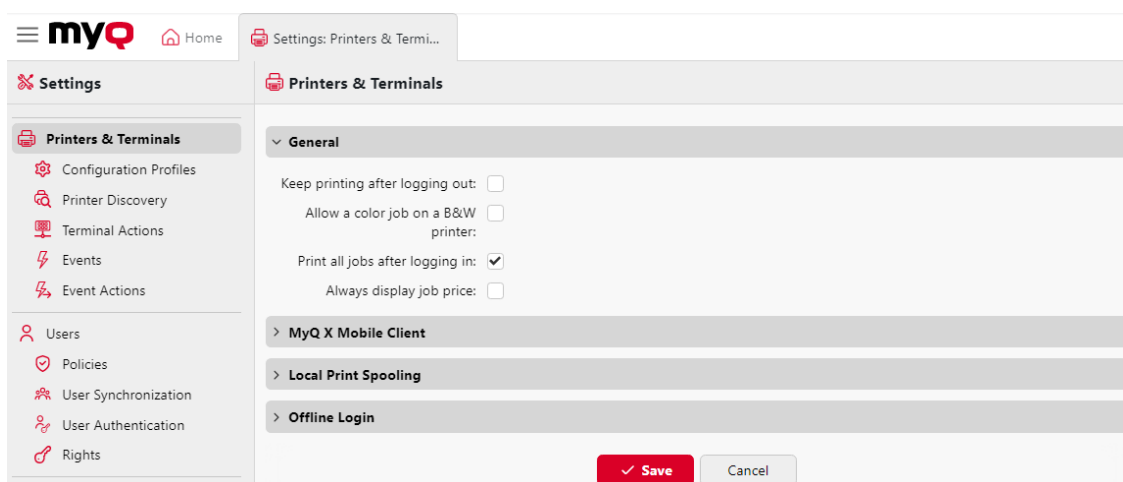 myQ
Home
Settings: Printers & Termi...
Settings
Printers & Terminals
Printers & Terminals
Configuration Profiles
Printer Discovery
Terminal Actions
Events
Event Actions
Users
Policies
User Synchronization
User Authentication
Rights
General
Keep printing after logging out:
Allow a color job on a B&W
printer:
Print all jobs after logging in:
Always display job price:
MyQ X Mobile Client
Local Print Spooling
Offline Login
Save
Cancel